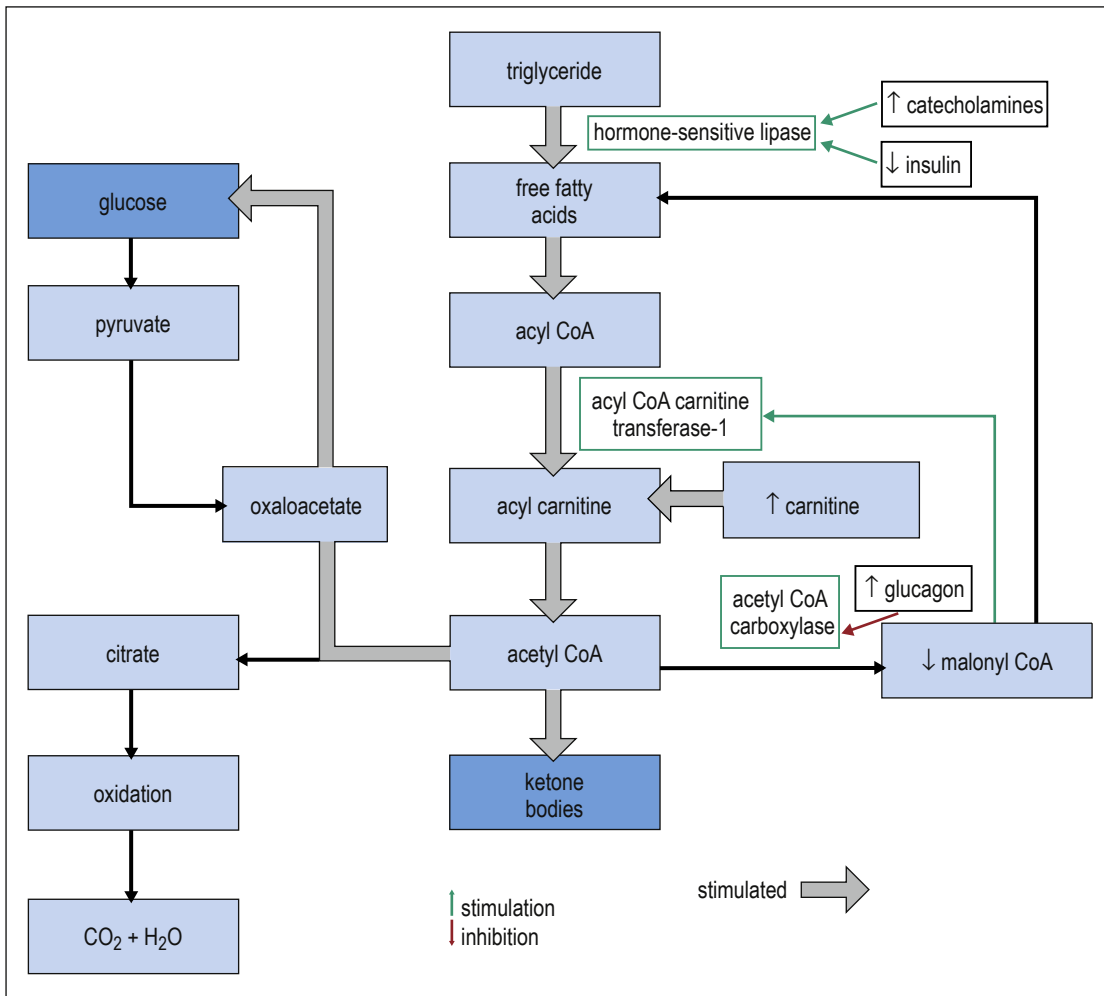 triglyceride
↑ catecholamines
hormone-sensitive lipase
↓ insulin
glucose
free fatty
acids
pyruvate
acyl CoA
acyl CoA carnitine
transferase-1
oxaloacetate
acyl carnitine
↑ carnitine
acetyl CoA
carboxylase
↑ glucagon
citrate
acetyl CoA
↓ malonyl CoA
oxidation
ketone
bodies
stimulated
stimulation
inhibition
CO₂ + H₂O